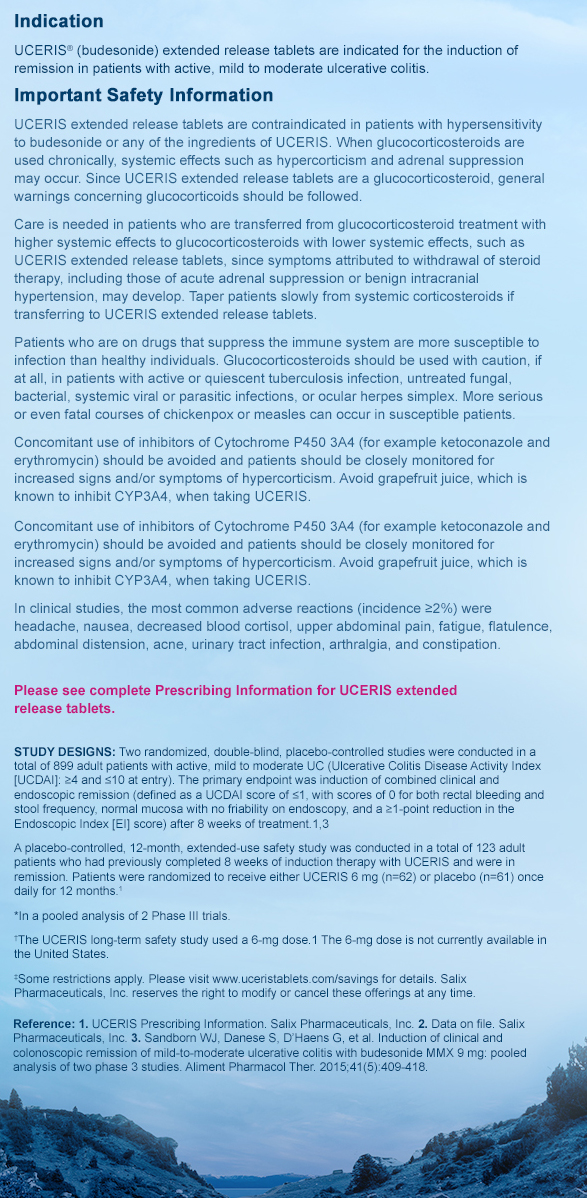 Indication
UCERIS® (budesonide) extended release tablets are indicated for the induction of
remission in patients with active, mild to moderate ulcerative colitis.
Important Safety Information
UCERIS extended release tablets are contraindicated in patients with hypersensitivity
to budesonide or any of the ingredients of UCERIS. When glucocorticosteroids are
used chronically, systemic effects such as hypercorticism and adrenal suppression
may occur. Since UCERIS extended release tablets are a glucocorticosteroid, general
warnings concerning glucocorticoids should be followed.
Care is needed in patients who are transferred from glucocorticosteroid treatment with
higher systemic effects to glucocorticosteroids with lower systemic effects, such as
UCERIS extended release tablets, since symptoms attributed to withdrawal of steroid
therapy, including those of acute adrenal suppression or benign intracranial
hypertension, may develop. Taper patients slowly from systemic corticosteroids if
transferring to UCERIS extended release tablets.
Patients who are on drugs that suppress the immune system are more susceptible to
infection than healthy individuals. Glucocorticosteroids should be used with caution, if
at all, in patients with active or quiescent tuberculosis infection, untreated fungal,
bacterial, systemic viral or parasitic infections, or ocular herpes simplex. More serious
or even fatal courses of chickenpox or measles can occur in susceptible patients.
Concomitant use of inhibitors of Cytochrome P450 3A4 (for example ketoconazole and
erythromycin) should be avoided and patients should be closely monitored for
increased signs and/or symptoms of hypercorticism. Avoid grapefruit juice, which is
known to inhibit CYP3A4, when taking UCERIS.
Concomitant use of inhibitors of Cytochrome P450 3A4 (for example ketoconazole and
erythromycin) should be avoided and patients should be closely monitored for
increased signs and/or symptoms of hypercorticism. Avoid grapefruit juice, which is
known to inhibit CYP3A4, when taking UCERIS.
In clinical studies, the most common adverse reactions (incidence ≥2%) were
headache, nausea, decreased blood cortisol, upper abdominal pain, fatigue, flatulence,
abdominal distension, acne, urinary tract infection, arthralgia, and constipation.
Please see complete Prescribing Information for UCERIS extended
release tablets.
STUDY DESIGNS: Two randomized, double-blind, placebo-controlled studies were conducted in a
total of 899 adult patients with active, mild to moderate UC (Ulcerative Colitis Disease Activity Index
[UCDAI]: ≥4 and ≤10 at entry). The primary endpoint was induction of combined clinical and
endoscopic remission (defined as a UCDAI score of ≤1, with scores of 0 for both rectal bleeding and
stool frequency, normal mucosa with no friability on endoscopy, and a ≥1-point reduction in the
Endoscopic Index [EI] score) after 8 weeks of treatment.1,3
A placebo-controlled, 12-month, extended-use safety study was conducted in a total of 123 adult
patients who had previously completed 8 weeks of induction therapy with UCERIS and were in
remission. Patients were randomized to receive either UCERIS 6 mg (n=62) or placebo (n=61) once
daily for 12 months.¹
*In a pooled analysis of 2 Phase III trials.
†The UCERIS long-term safety study used a 6-mg dose.1 The 6-mg dose is not currently available in
the United States.
‡Some restrictions apply. Please visit www.uceristablets.com/savings for details. Salix
Pharmaceuticals, Inc. reserves the right to modify or cancel these offerings at any time.
Reference: 1. UCERIS Prescribing Information. Salix Pharmaceuticals, Inc. 2. Data on file. Salix
Pharmaceuticals, Inc. 3. Sandborn WJ, Danese S, D'Haens G, et al. Induction of clinical and
colonoscopic remission of mild-to-moderate ulcerative colitis with budesonide MMX 9 mg: pooled
analysis of two phase 3 studies. Aliment Pharmacol Ther. 2015;41(5):409-418.